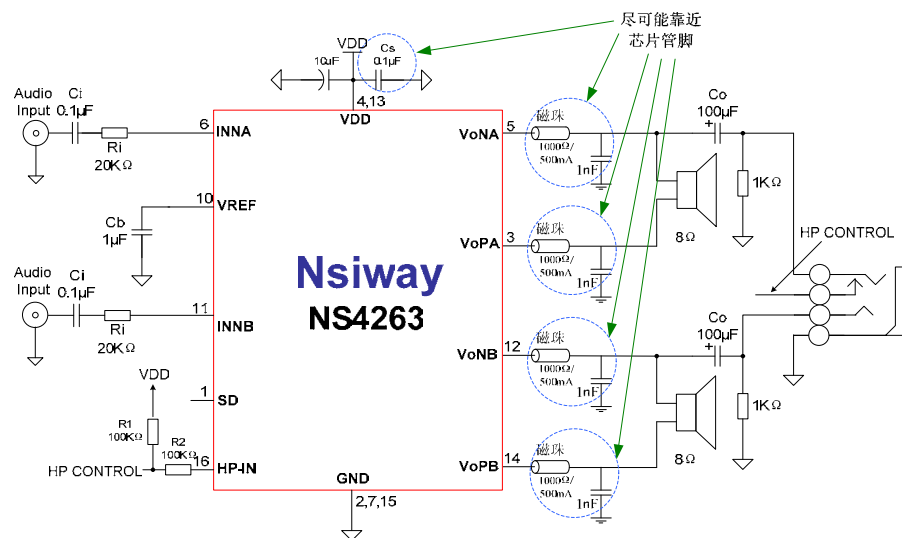 尽可能靠近
芯片管脚
VDD
10uF
Cs
0.1μF
4,13
VDD
Audio
Input
Ci
0.1μF
Ri
20KΩ
6
INNA
10
VREF
Cb
1μF
Audio
Input
Ci
0.1μF
Ri
20KΩ
11
INNB
VDD
R1
100KΩ
R2
100KΩ
HP CONTROL
1
SD
16
HP-IN
Nsiway
NS4263
GND
2,7,15
VoNA
5
磁珠
1000Ω/
500mA
1nF
VoPA
3
磁珠
1000Ω/
500mA
1nF
VoNB
12
磁珠
1000Ω/
500mA
1nF
VoPB
14
磁珠
1000Ω/
500mA
1nF
Co
100μF
+
1KΩ
8Ω
HP CONTROL
Co
100μF
+
1KΩ
8Ω